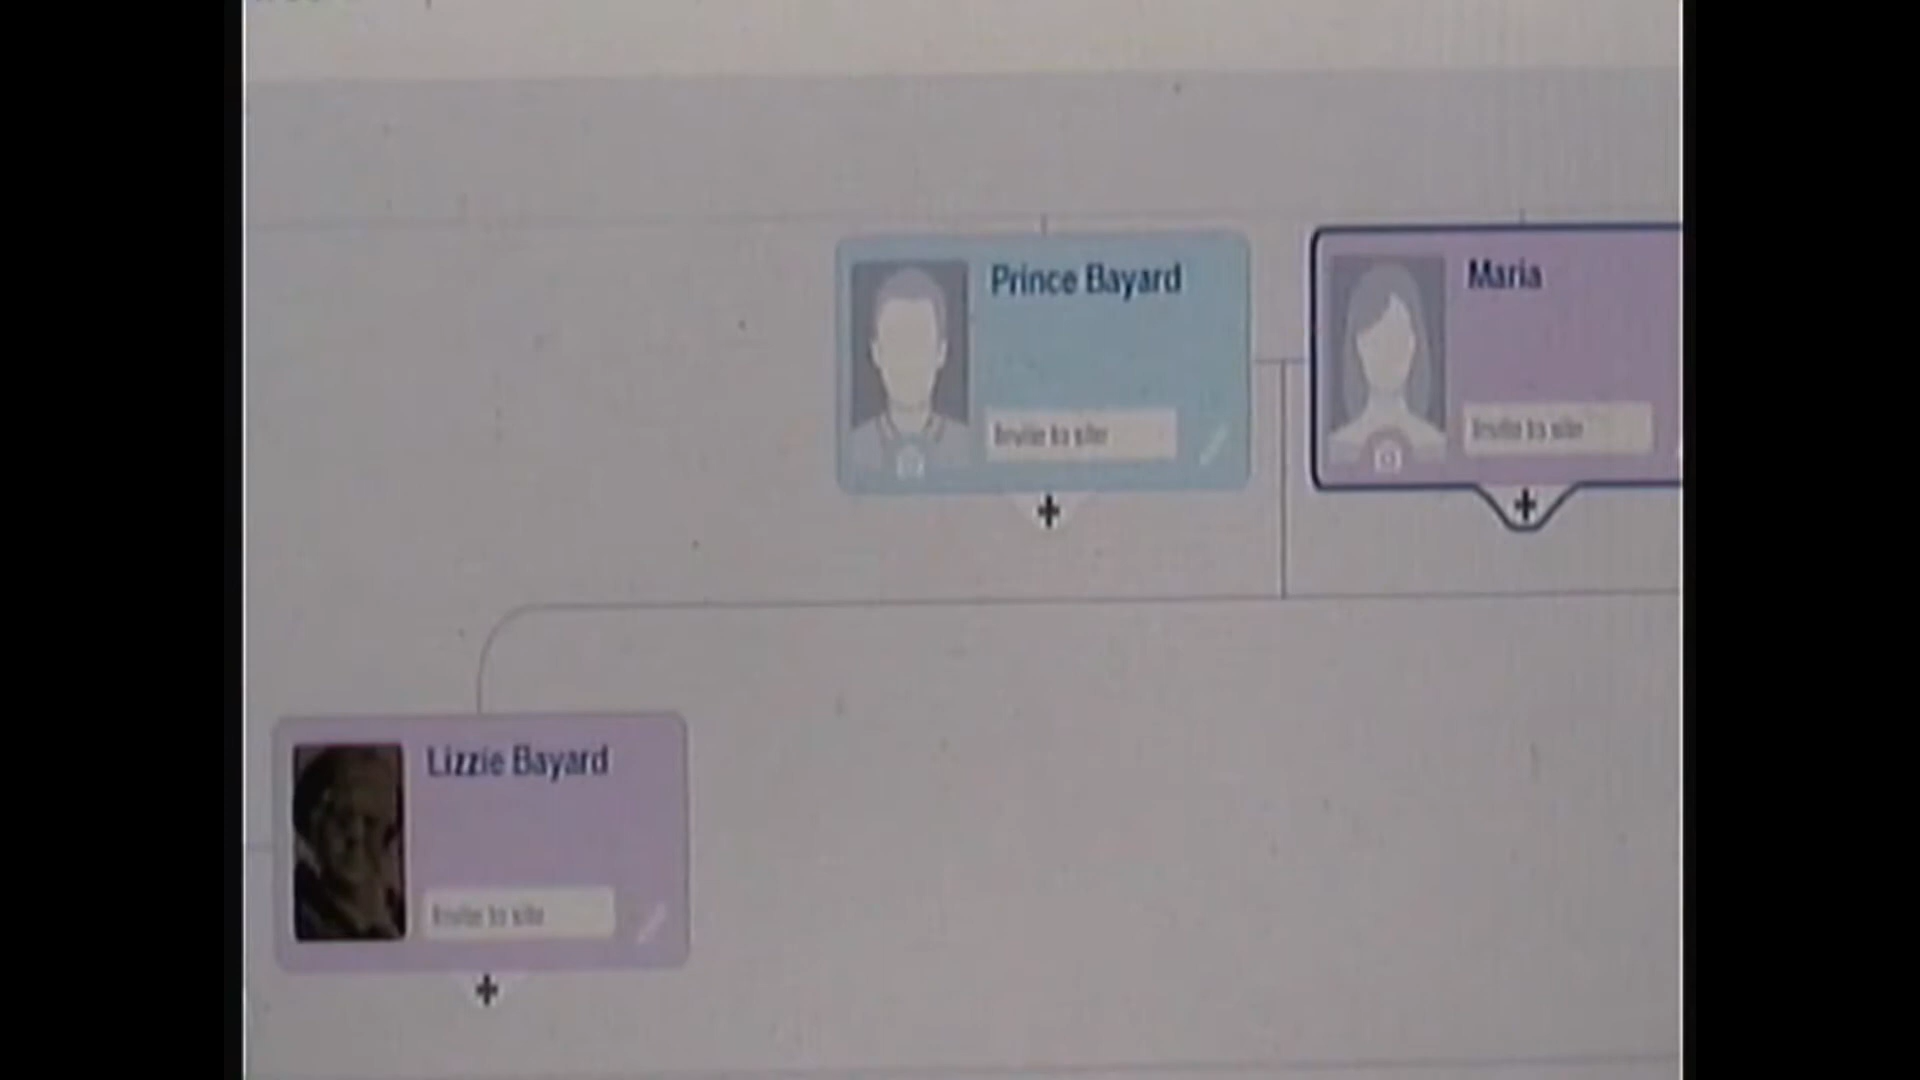 Prince Bayard
Maria
Invite to site
Invite to site
Lizzie Bayard
Invite to site